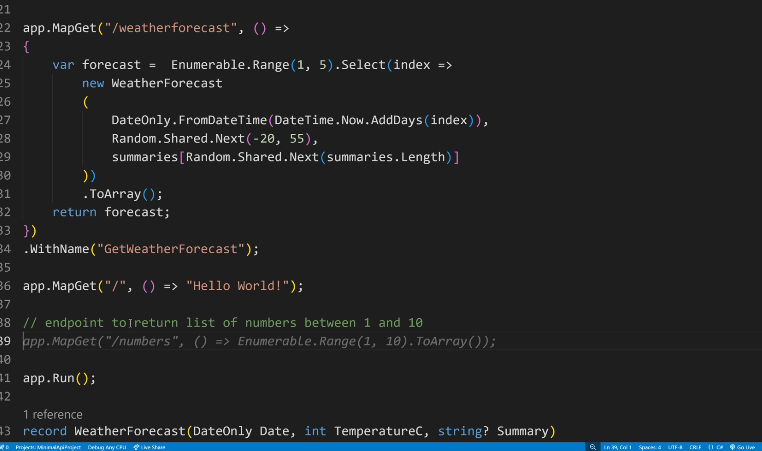 21
22 app.MapGet("/weatherforecast", () =>
23 {
24 var forecast =  Enumerable.Range(1, 5).Select(index =>
25 new WeatherForecast
26 (
27 DateOnly.FromDateTime(DateTime.Now.AddDays(index)),
28 Random.Shared.Next(-20, 55),
29 summaries[Random.Shared.Next(summaries.Length)]
30 ))
31 .ToArray();
32 return forecast;
33 })
34 .WithName("GetWeatherForecast");
35
36 app.MapGet("/", () => "Hello World!");
37
38 // endpoint to return list of numbers between 1 and 10
39 app.MapGet("/numbers", () => Enumerable.Range(1, 10).ToArray());
40
41 app.Run();
42
1 reference
43 record WeatherForecast(DateOnly Date, int TemperatureC, string? Summary)
0 Projects: MinimalApiProject Debug Any CPU Live Share Ln 39, Col 1 Spaces: 4 UTF-8 CRLF {} C# Go Live